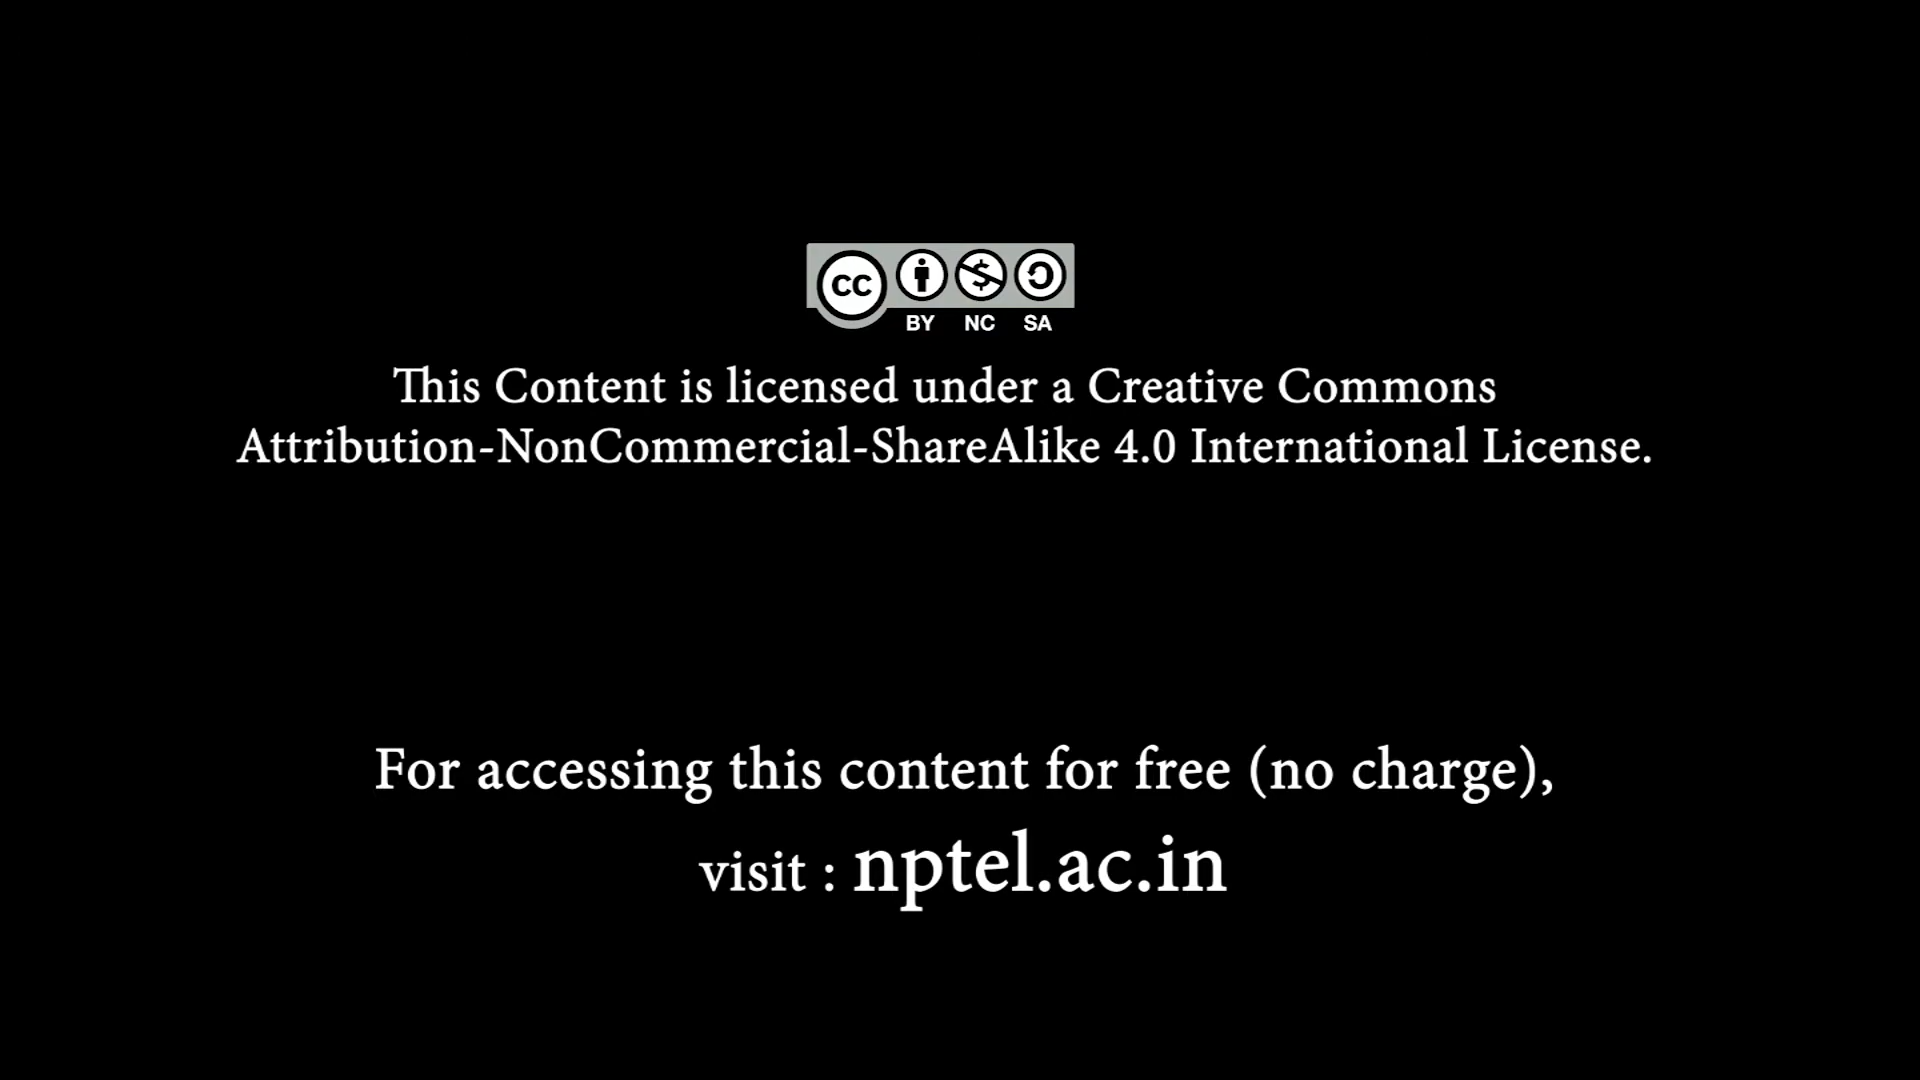 CC BY NC SA
This Content is licensed under a Creative Commons
Attribution-NonCommercial-ShareAlike 4.0 International License.
For accessing this content for free (no charge),
visit : nptel.ac.in